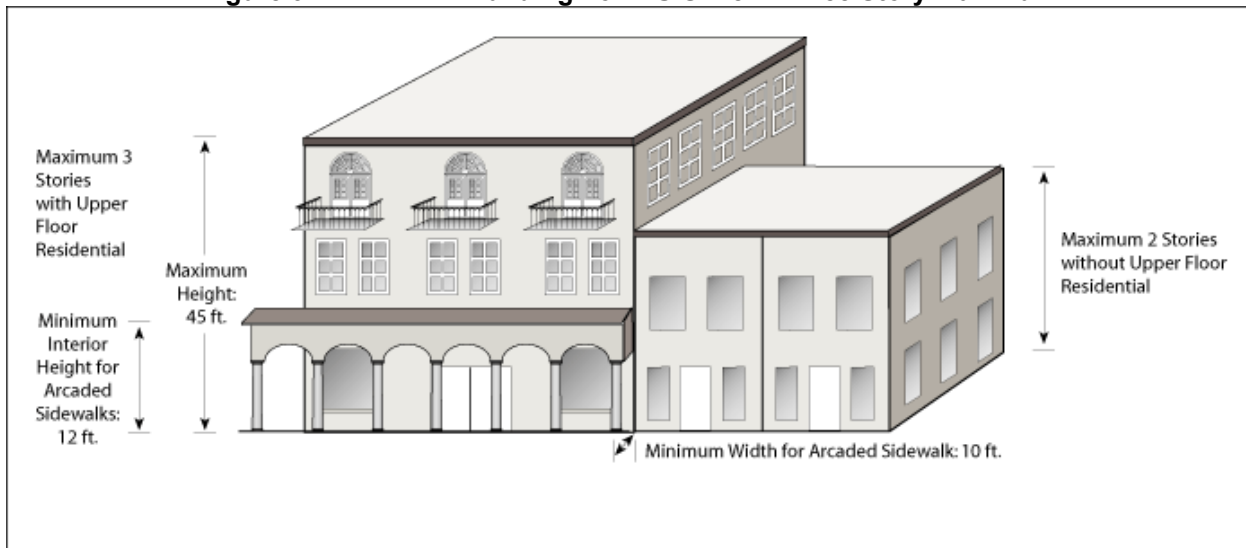 Maximum 3
Stories
with Upper
Floor
Residential
Maximum
Height:
45 ft.
Minimum
Interior
Height for
Arcaded
Sidewalks:
12 ft.
Maximum 2 Stories
without Upper Floor
Residential
Minimum Width for Arcaded Sidewalk: 10 ft.